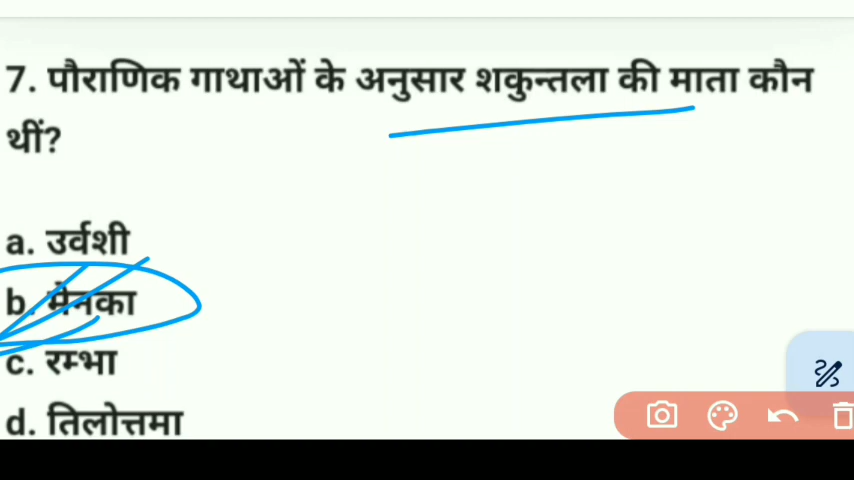 7. पौराणिक गाथाओं के अनुसार शकुन्तला की माता कौन
थीं?
a. उर्वशी
b. मेनका
c. रम्भा
d. तिलोत्तमा